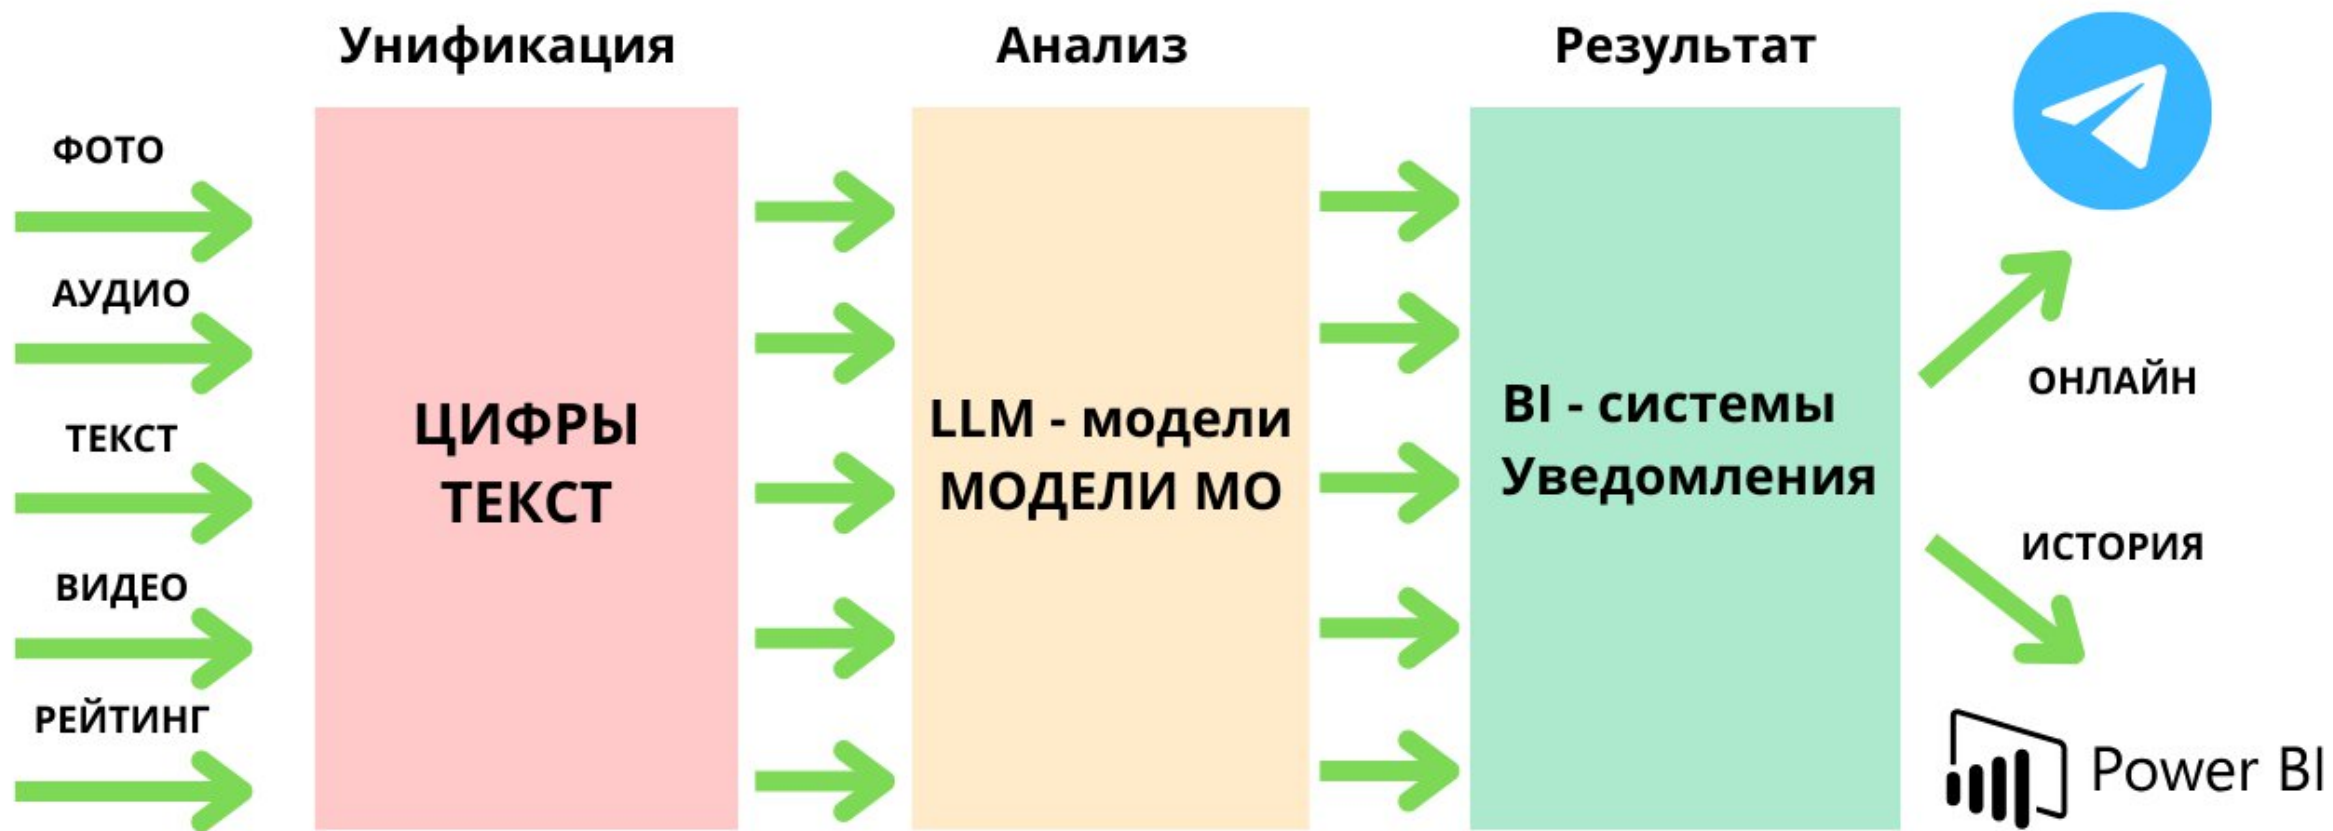 Унификация
Анализ
Результат
ФОТО
АУДИО
ТЕКСТ
ВИДЕО
РЕЙТИНГ
ЦИФРЫ
ТЕКСТ
LLM - модели
МОДЕЛИ МО
BI - системы
Уведомления
ОНЛАЙН
ИСТОРИЯ
Power BI